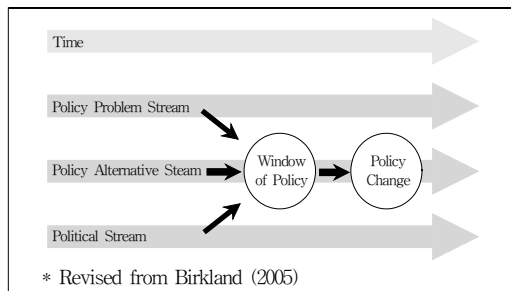 Time
Policy Problem Stream
Policy Alternative Steam
Window
of Policy
Policy
Change
Political Stream
* Revised from Birkland (2005)